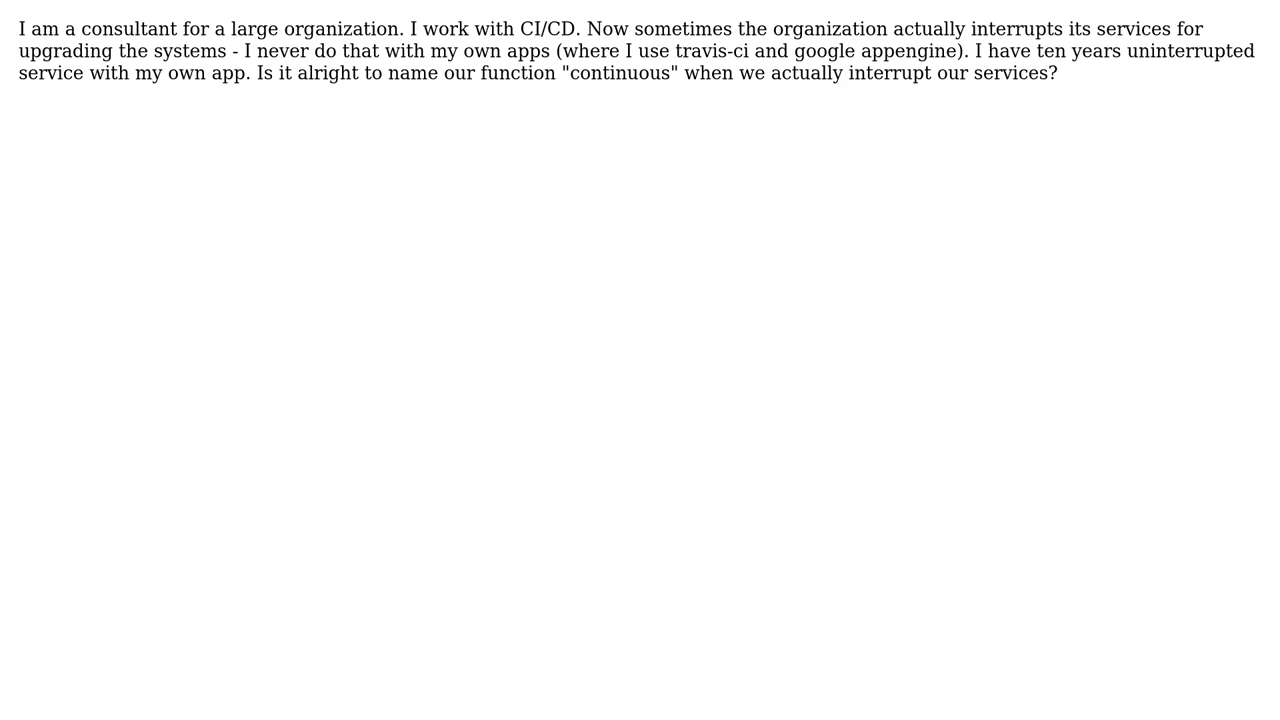 I am a consultant for a large organization. I work with CI/CD. Now sometimes the organization actually interrupts its services for
upgrading the systems - I never do that with my own apps (where I use travis-ci and google appengine). I have ten years uninterrupted
service with my own app. Is it alright to name our function "continuous" when we actually interrupt our services?